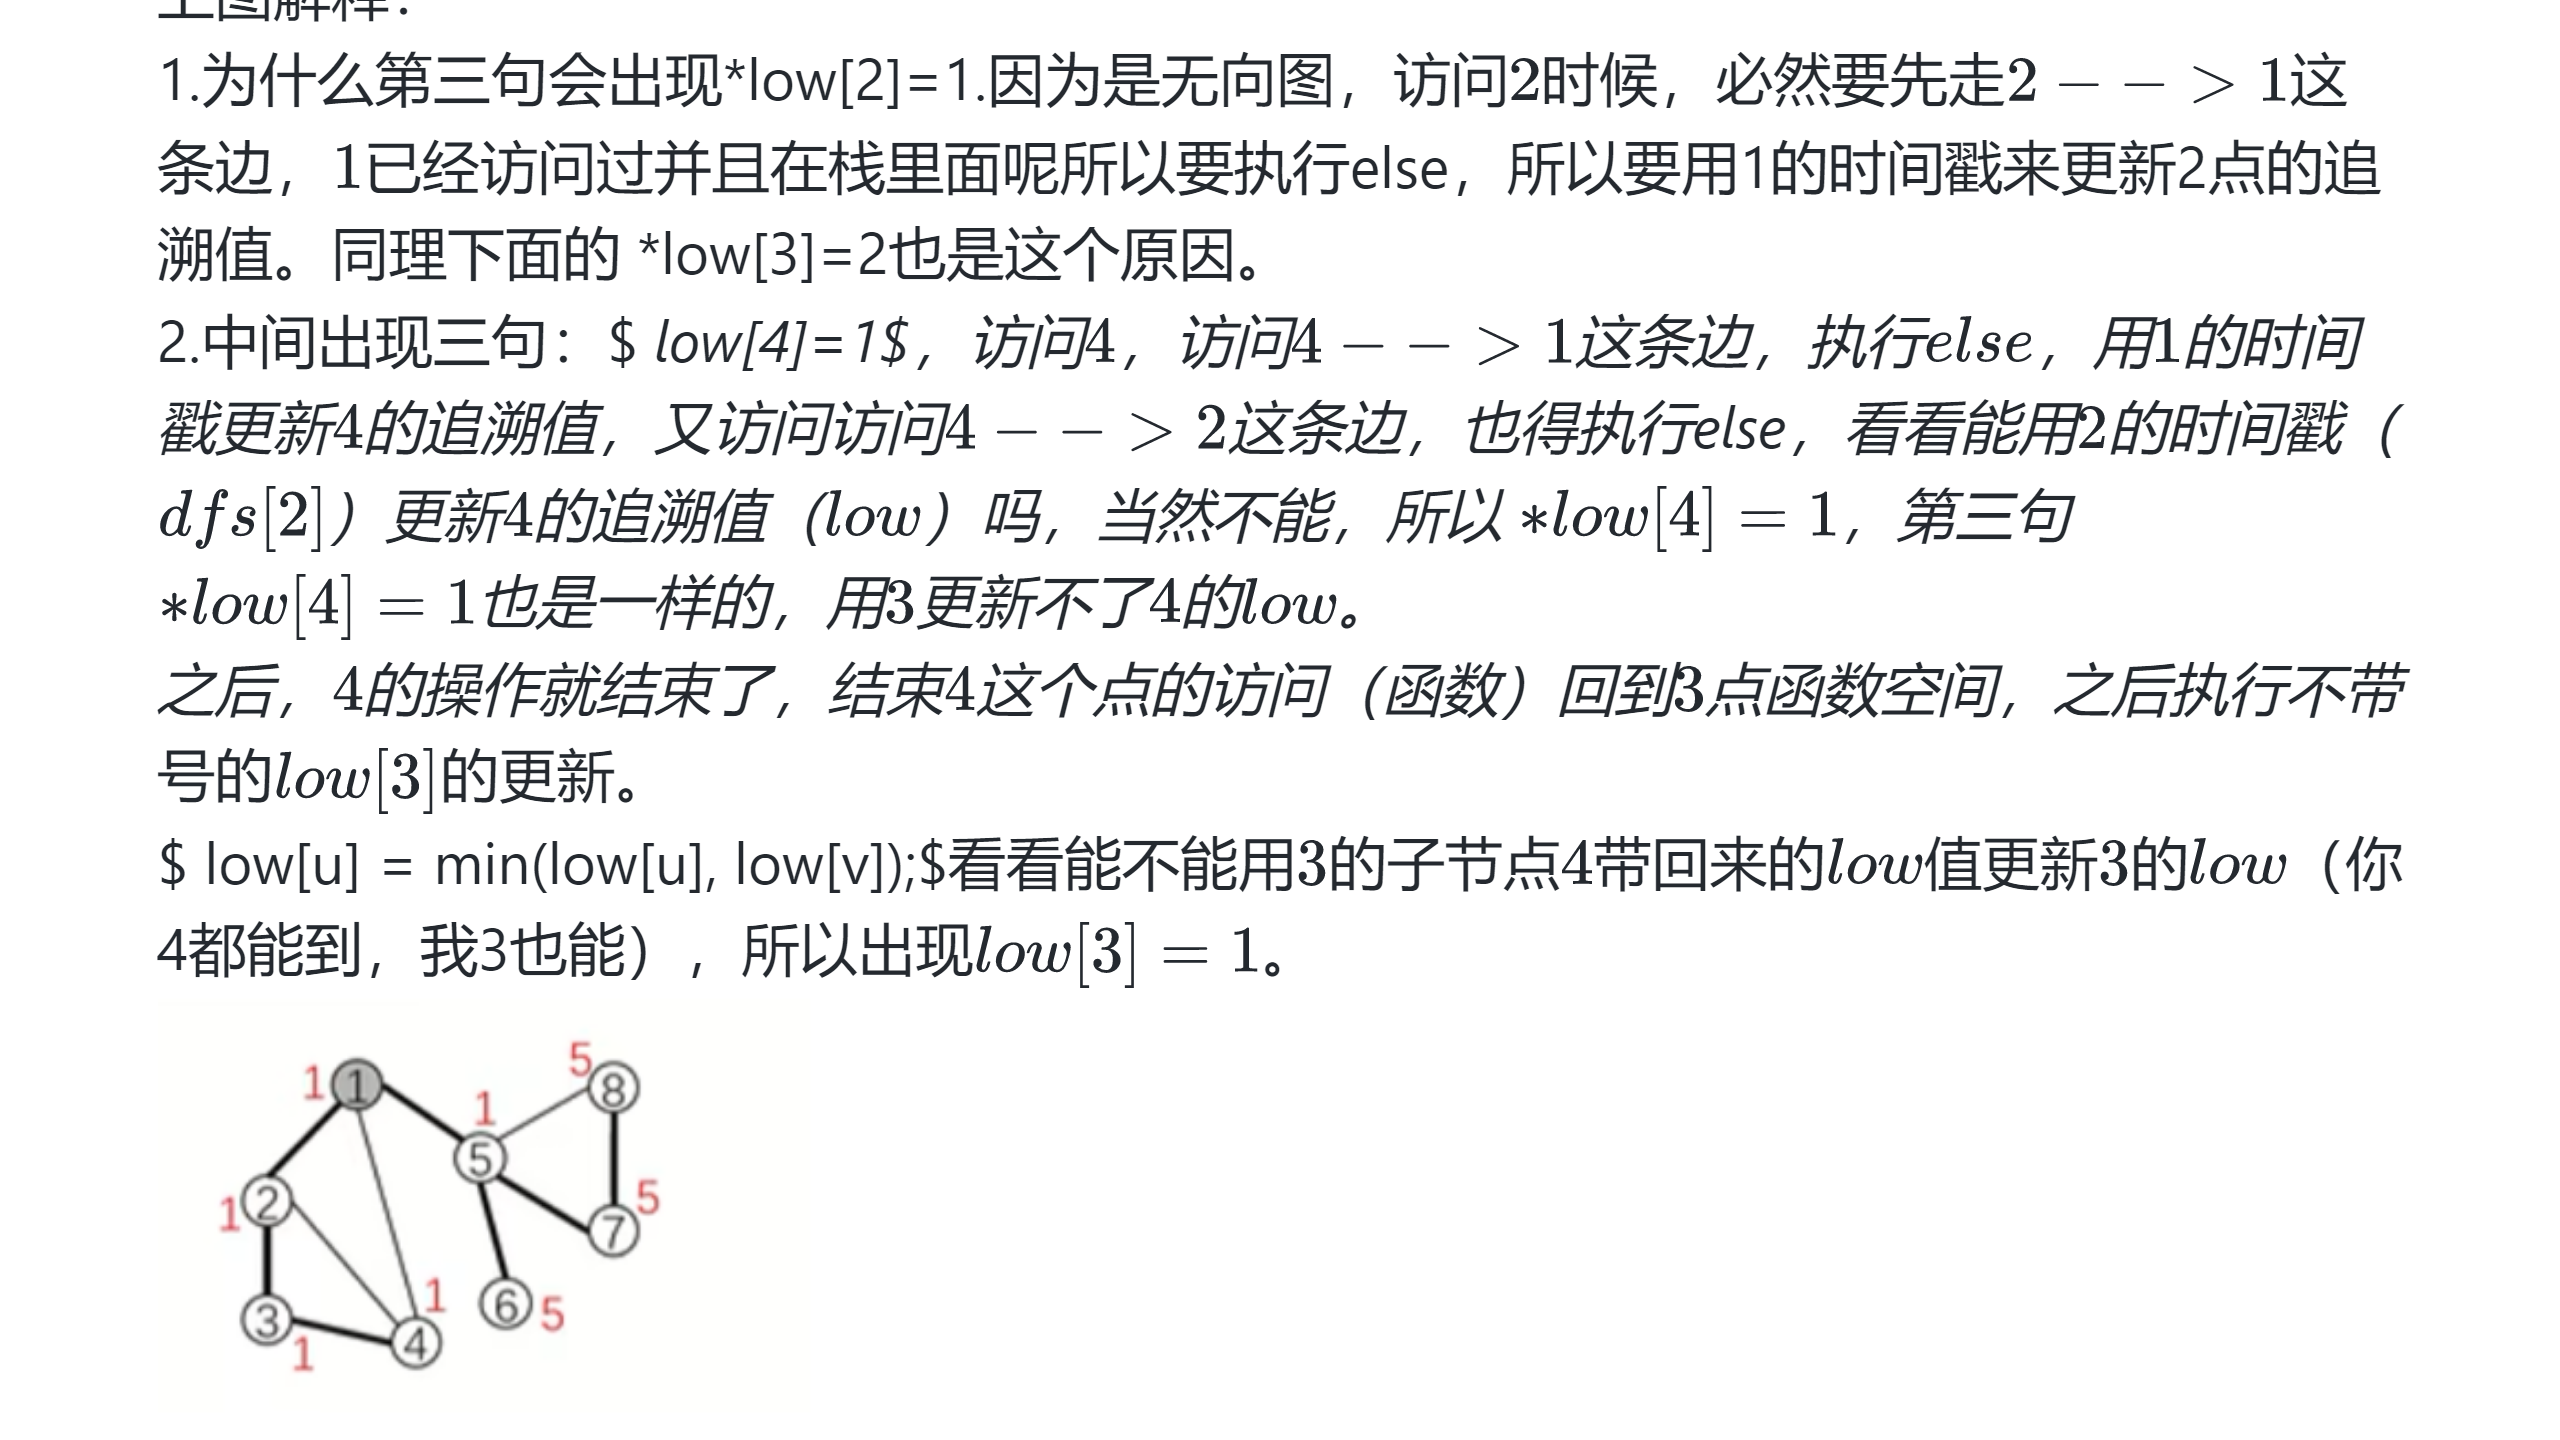 上图解释：
1.为什么第三句会出现*low[2]=1.因为是无向图，访问2时候，必然要先走2 − − > 1这
条边，1已经访问过并且在栈里面呢所以要执行else，所以要用1的时间戳来更新2点的追
溯值。同理下面的 *low[3]=2也是这个原因。
2.中间出现三句：$ low[4]=1$，访问4，访问4 − − > 1这条边，执行else，用1的时间
戳更新4的追溯值，又访问访问4 − − > 2这条边，也得执行else，看看能用2的时间戳（
dfs[2]）更新4的追溯值（low）吗，当然不能，所以 *low[4] = 1，第三句
*low[4] = 1也是一样的，用3更新不了4的low。
之后，4的操作就结束了，结束4这个点的访问（函数）回到3点函数空间，之后执行不带
号的low[3]的更新。
$ low[u] = min(low[u], low[v]);$看看能不能用3的子节点4带回来的low值更新3的low（你
4都能到，我3也能），所以出现low[3] = 1。
1 1
5 8
1 5
1 2
5 7
1 4
6 5
3 1